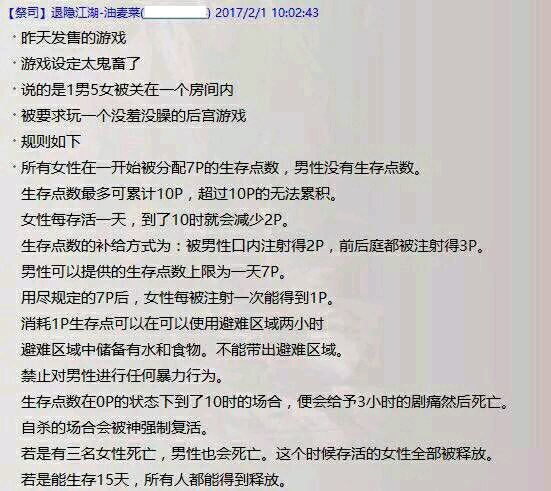 【祭司】退隐江湖-油麦菜( ) 2017/2/1 10:02:43
· 昨天发售的游戏
· 游戏设定太鬼畜了
· 说的是1男5女被关在一个房间内
· 被要求玩一个没羞没臊的后宫游戏
· 规则如下
· 所有女性在一开始被分配7P的生存点数，男性没有生存点数。
生存点数最多可累计10P，超过10P的无法累积。
女性每存活一天，到了10时就会减少2P。
生存点数的补给方式为：被男性口内注射得2P，前后庭都被注射得3P。
男性可以提供的生存点数上限为一天7P。
用尽规定的7P后，女性每被注射一次能得到1P。
消耗1P生存点可以在可以使用避难区域两小时
避难区域中储备有水和食物。不能带出避难区域。
禁止对男性进行任何暴力行为。
生存点数在0P的状态下到了10时的场合，便会给予3小时的剧痛然后死亡。
自杀的场合会被神强制复活。
若是有三名女性死亡，男性也会死亡。这个时候存活的女性全部被释放。
若是能生存15天，所有人都能得到释放。